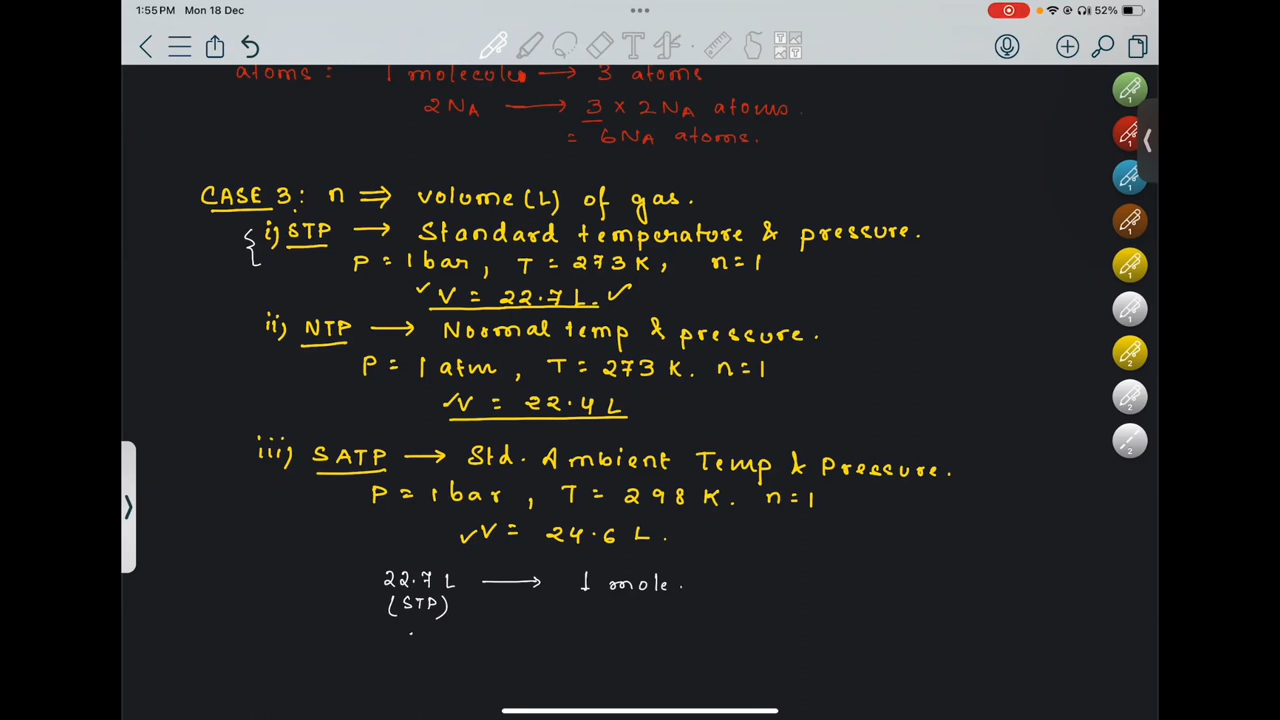 1:55PM Mon 18 Dec
52%
atoms : 1 molecule → 3 atoms
2NA → 3 × 2NA atoms.
= 6NA atoms.
CASE 3: n ⇒ volume (L) of gas.
i) STP → Standard temperature & pressure.
P = 1 bar, T = 273 K, n = 1
✓ V = 22.7 L. ✓
ii) NTP → Normal temp & pressure.
P = 1 atm, T = 273 K. n = 1
✓V = 22.4 L
iii) SATP → Std. Ambient Temp & Pressure.
P = 1 bar, T = 298 K. n = 1
✓V = 24.6 L.
22.7 L → 1 mole.
(STP)